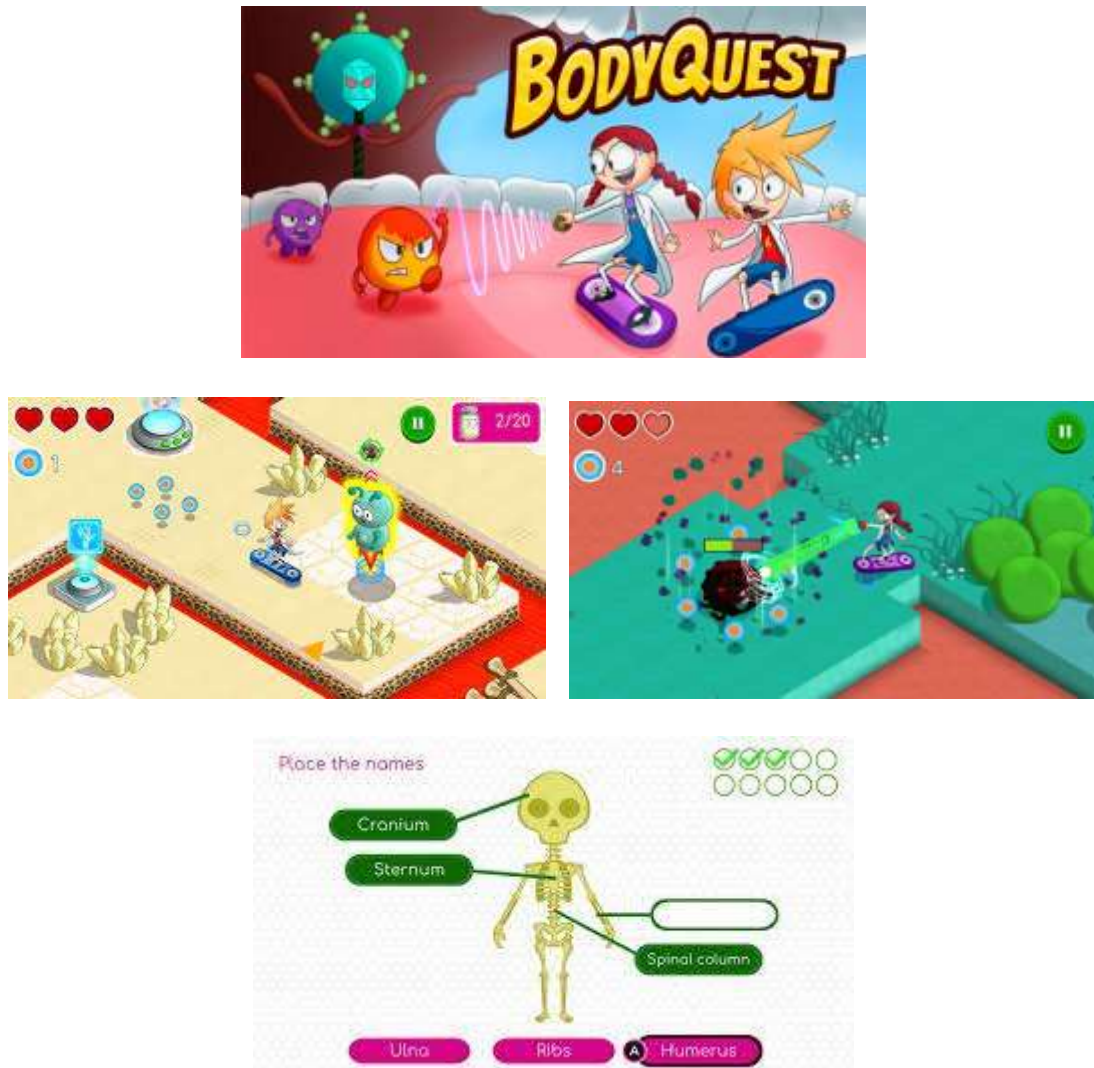 BODYQUEST
1
2/20
4
Place the names
Cranium
Sternum
Spinal column
Ulna
Ribs
A Humerus